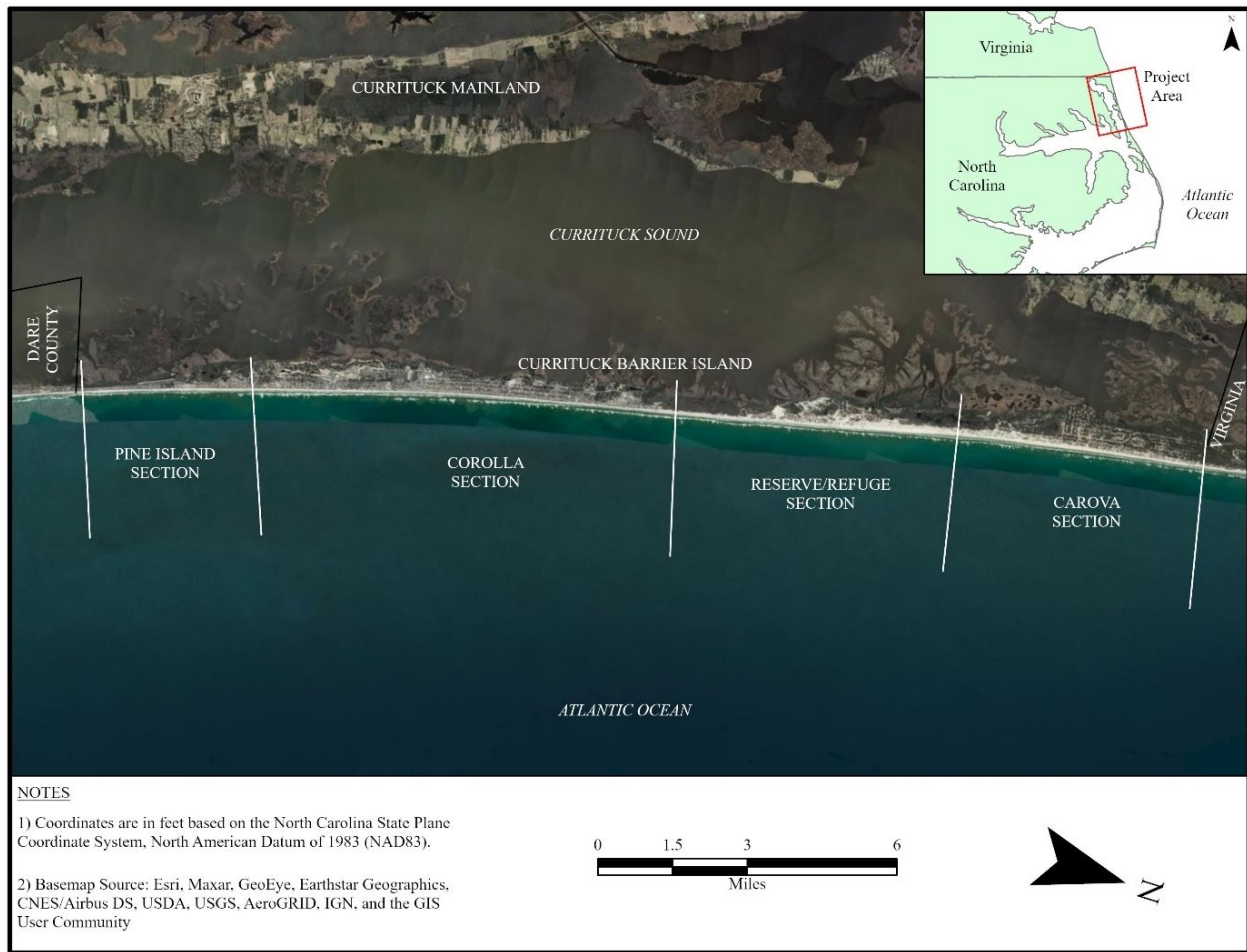 N
Virginia
Project
Area
North
Carolina
Atlantic
Ocean
CURRITUCK MAINLAND
CURRITUCK SOUND
DARE
COUNTY
CURRITUCK BARRIER ISLAND
VIRGINIA
PINE ISLAND
SECTION
COROLLA
SECTION
RESERVE/REFUGE
SECTION
CAROVA
SECTION
ATLANTIC OCEAN
NOTES
1) Coordinates are in feet based on the North Carolina State Plane
Coordinate System, North American Datum of 1983 (NAD83).
2) Basemap Source: Esri, Maxar, GeoEye, Earthstar Geographics,
CNES/Airbus DS, USDA, USGS, AeroGRID, IGN, and the GIS
User Community
0 1.5 3 6
Miles
N